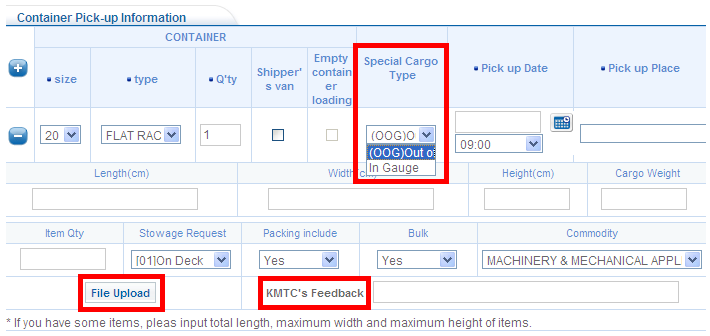 Container Pick-up Information
CONTAINER
size
type
Q'ty
Shipper'
s van
Empty
contain
er
loading
Special Cargo
Type
Pick up Date
Pick up Place
20
FLAT RAC
1
(OOG)O
09:00
(OOG)Out o
In Gauge
Length(cm)
Width(cm)
Height(cm)
Cargo Weight
Item Qty
Stowage Request
Packing include
Bulk
Commodity
[01]On Deck
Yes
Yes
MACHINERY & MECHANICAL APPL
File Upload
KMTC's Feedback
* If you have some items, pleas input total length, maximum width and maximum height of items.